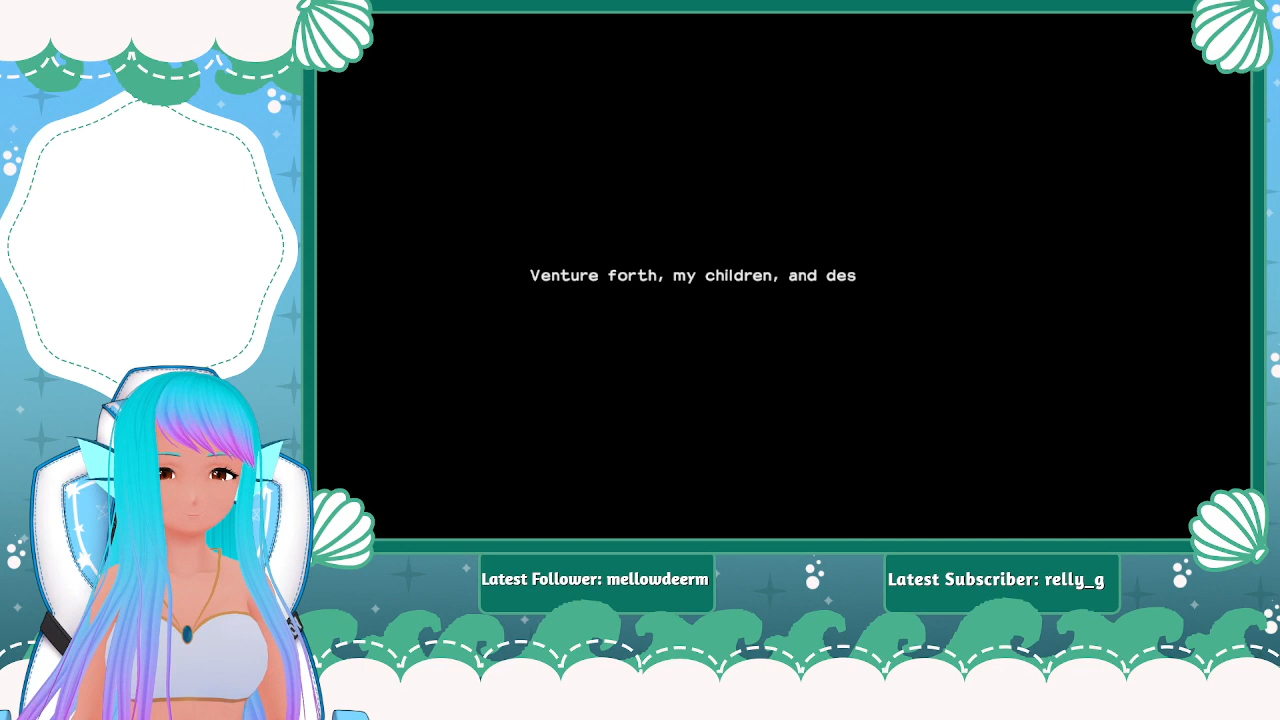 Venture forth, my children, and des
Latest Follower: mellowdeerm
Latest Subscriber: relly_g